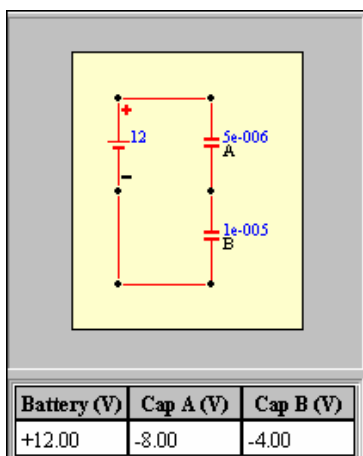 +
12
5e-006
A
−
1e-005
B
Battery (V) Cap A (V) Cap B (V)
+12.00 -8.00 -4.00